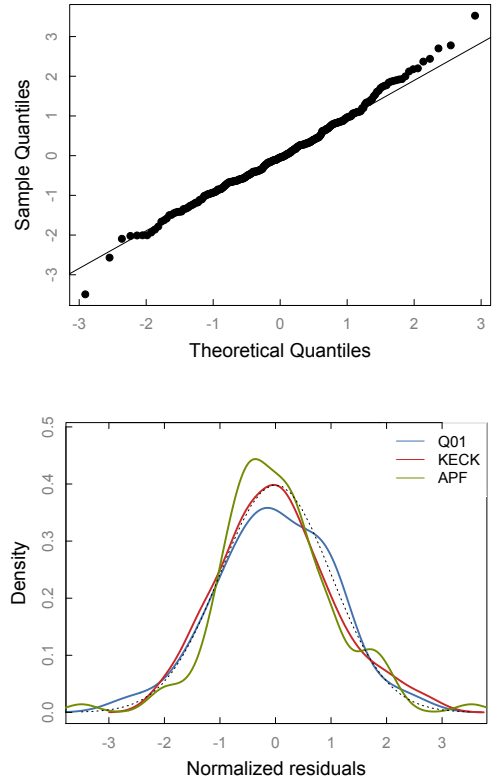 3
2
1
0
-1
-2
-3
Sample Quantiles
-3 -2 -1 0 1 2 3
Theoretical Quantiles
0.5
0.4
0.3
0.2
0.1
0.0
Density
Q01
KECK
APF
-3 -2 -1 0 1 2 3
Normalized residuals